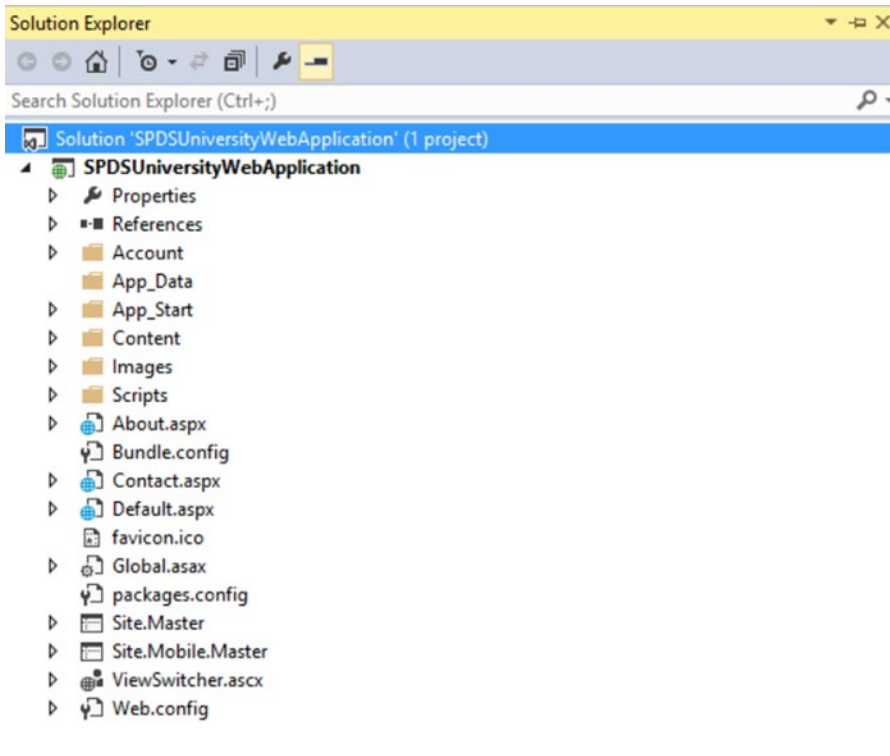 Solution Explorer
Search Solution Explorer (Ctrl+;)
Solution 'SPDSUniversityWebApplication' (1 project)
SPDSUniversityWebApplication
Properties
References
Account
App_Data
App_Start
Content
Images
Scripts
About.aspx
Bundle.config
Contact.aspx
Default.aspx
favicon.ico
Global.asax
packages.config
Site.Master
Site.Mobile.Master
ViewSwitcher.ascx
Web.config